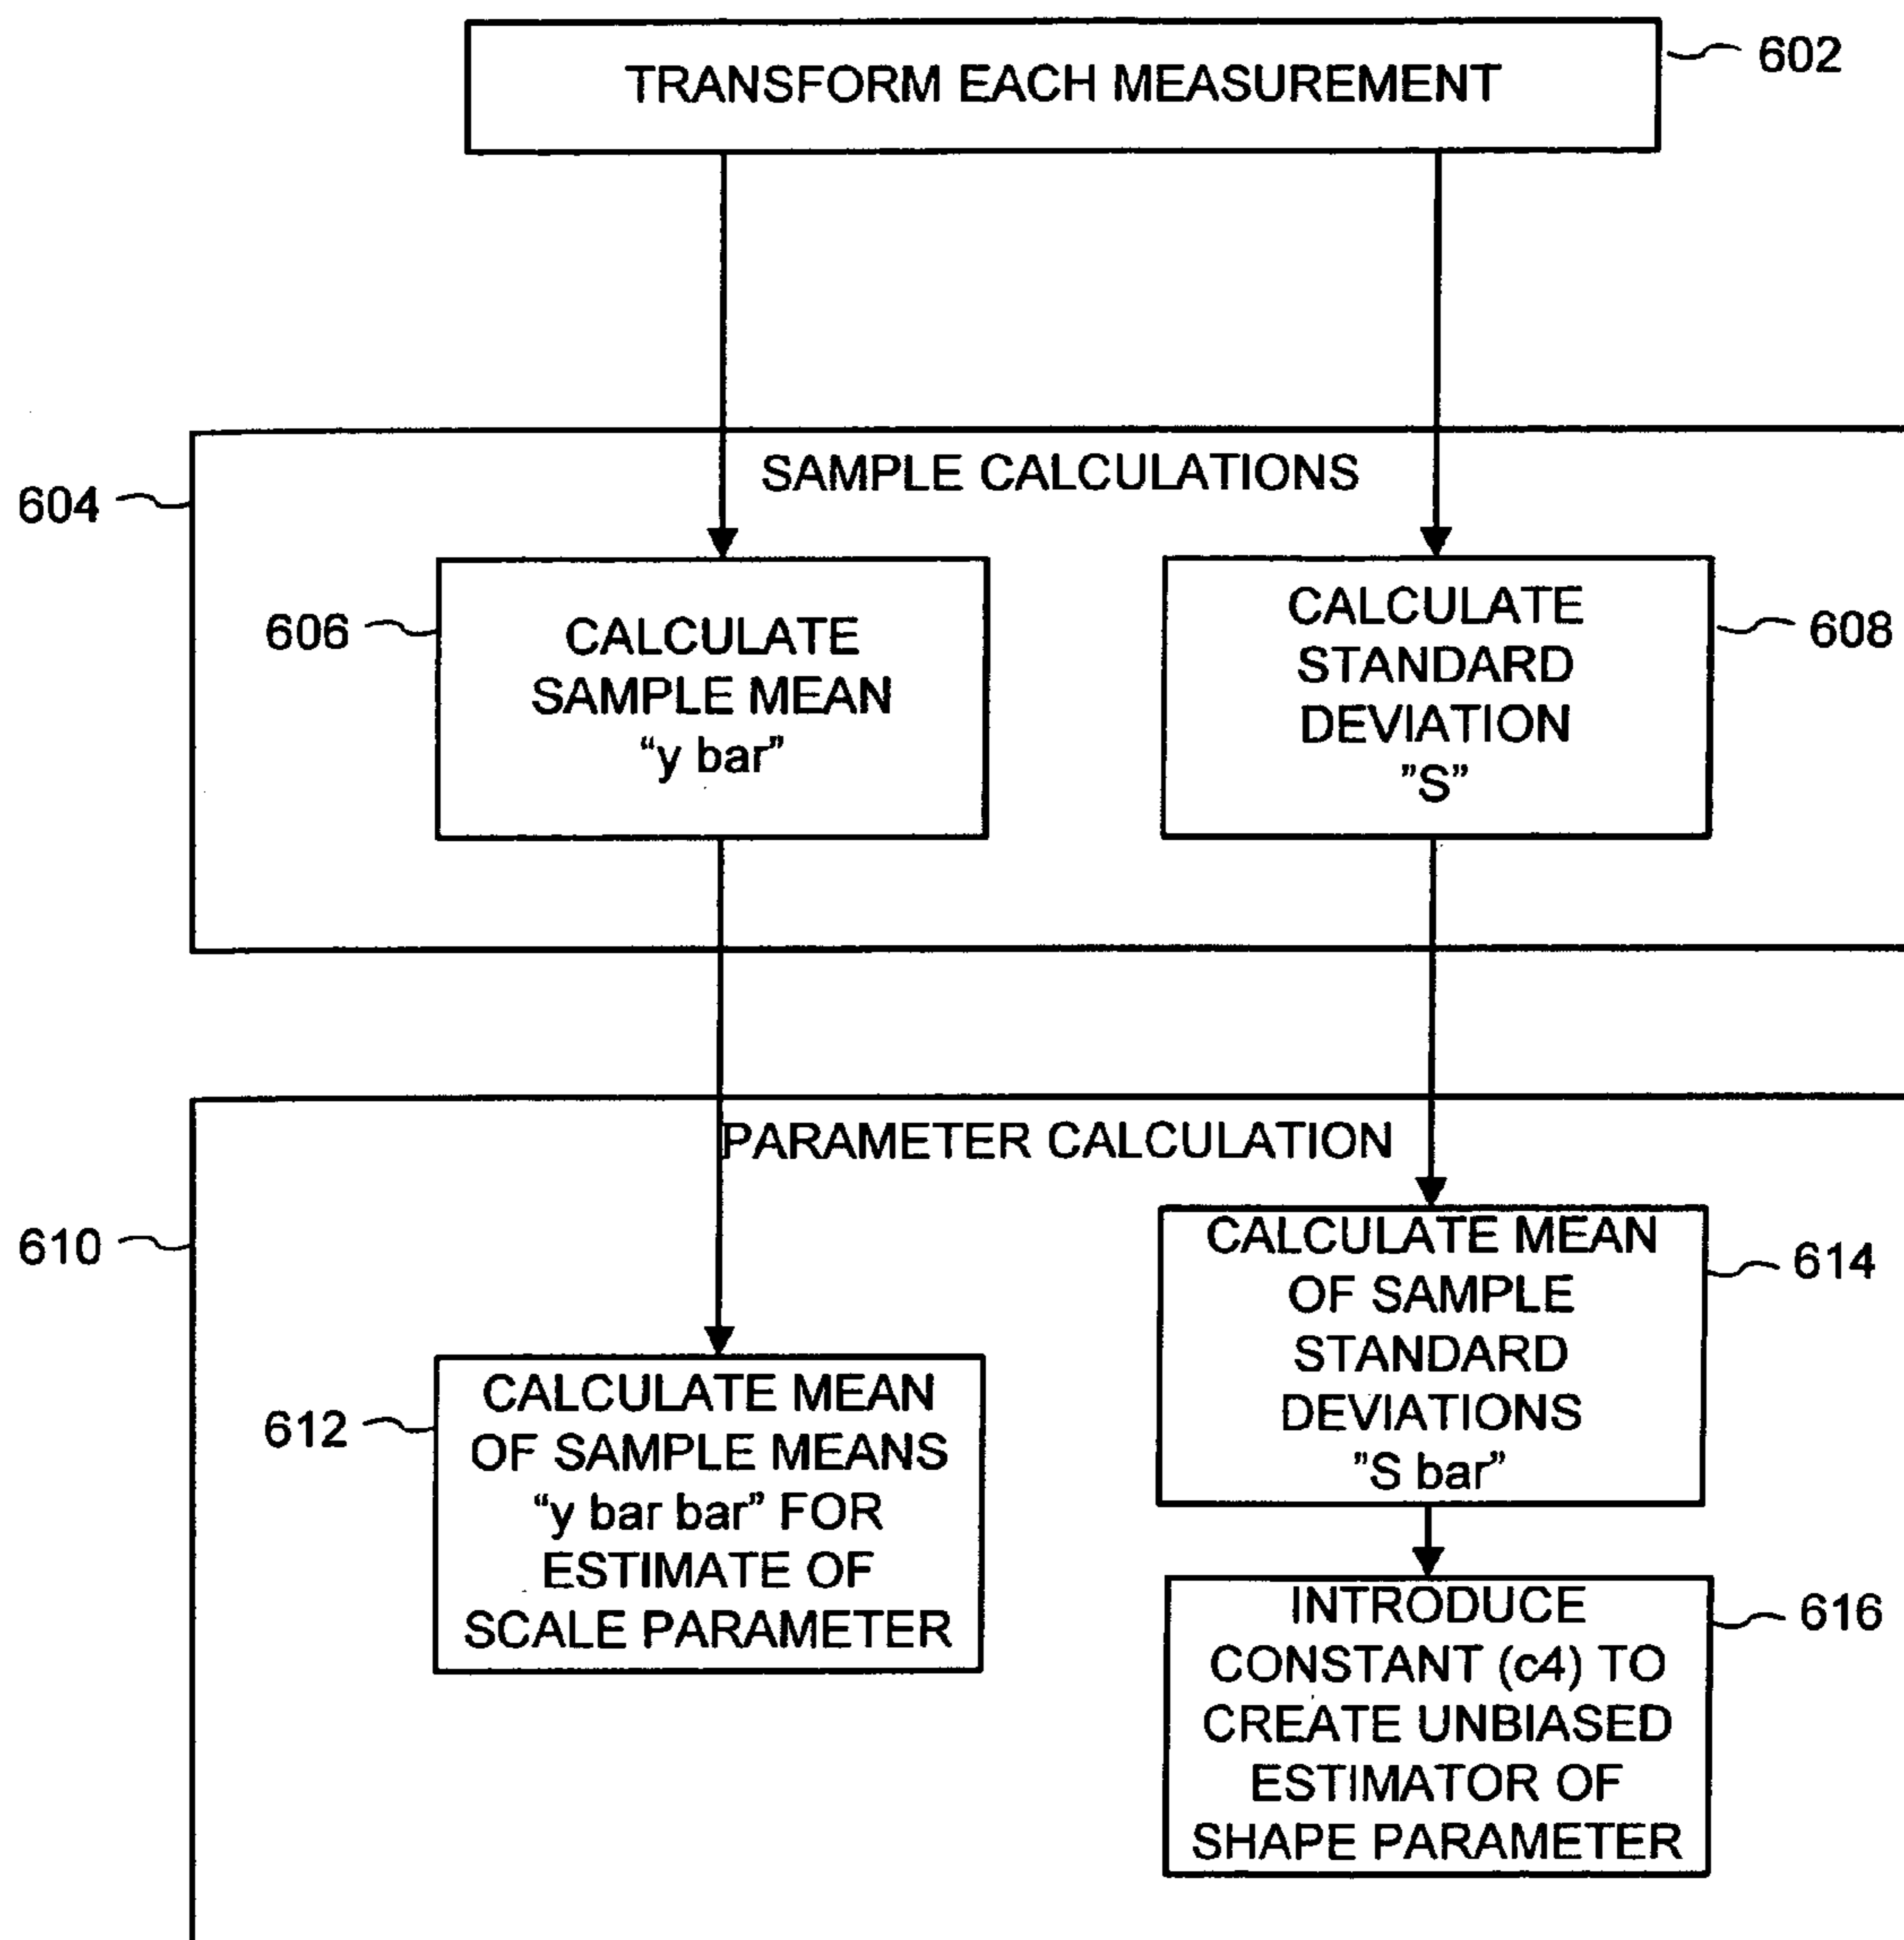 TRANSFORM EACH MEASUREMENT
602
SAMPLE CALCULATIONS
604
606
CALCULATE
SAMPLE MEAN
“y bar”
CALCULATE
STANDARD
DEVIATION
”S”
608
PARAMETER CALCULATION
610
612
CALCULATE MEAN
OF SAMPLE MEANS
“y bar bar” FOR
ESTIMATE OF
SCALE PARAMETER
CALCULATE MEAN
OF SAMPLE
STANDARD
DEVIATIONS
”S bar”
614
INTRODUCE
CONSTANT (c4) TO
CREATE UNBIASED
ESTIMATOR OF
SHAPE PARAMETER
616